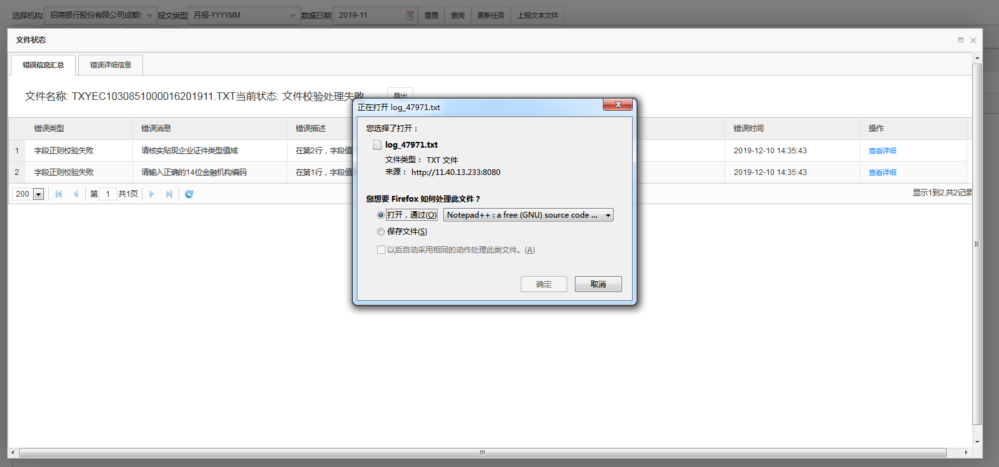 选择机构: 招商银行股份有限公司成都 报文类型 月报-YYYYMM 数据日期: 2019-11 重置 查询 更新任务 上报文本文件
文件状态
错误信息汇总 错误详细信息
文件名称: TXYEC1030851000016201911.TXT当前状态: 文件校验处理失败 导出
错误类型 错误消息 错误描述 错误时间 操作
1 字段正则校验失败 请核实贴现企业证件类型值域 在第2行，字段值 2019-12-10 14:35:43 查看详细
2 字段正则校验失败 请输入正确的14位金融机构编码 在第1行，字段值 2019-12-10 14:35:43 查看详细
200 第 1 共1页 显示1到2,共2记录
正在打开 log_47971.txt
您选择了打开：
log_47971.txt
文件类型： TXT 文件
来源： http://11.40.13.233:8080
您想要 Firefox 如何处理此文件？
打开，通过(O) Notepad++ : a free (GNU) source code ...
保存文件(S)
以后自动采用相同的动作处理此类文件。(A)
确定 取消